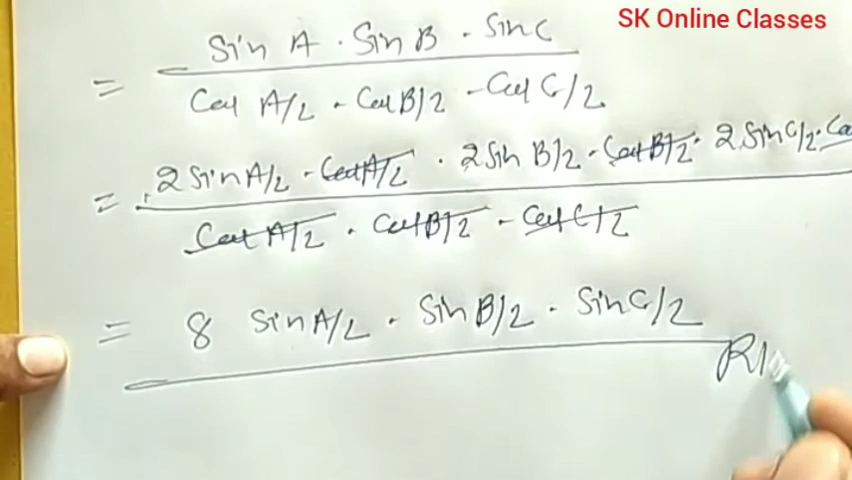 SK Online Classes
= Sin A · Sin B · Sin C
Cos A/2 · Cos B/2 · Cos C/2
= 2 Sin A/2 · Cos A/2 · 2 Sin B/2 · Cos B/2 · 2 Sin C/2 · Co
Cos A/2 · Cos B/2 · Cos C/2
= 8 Sin A/2 · Sin B/2 · Sin C/2
RH